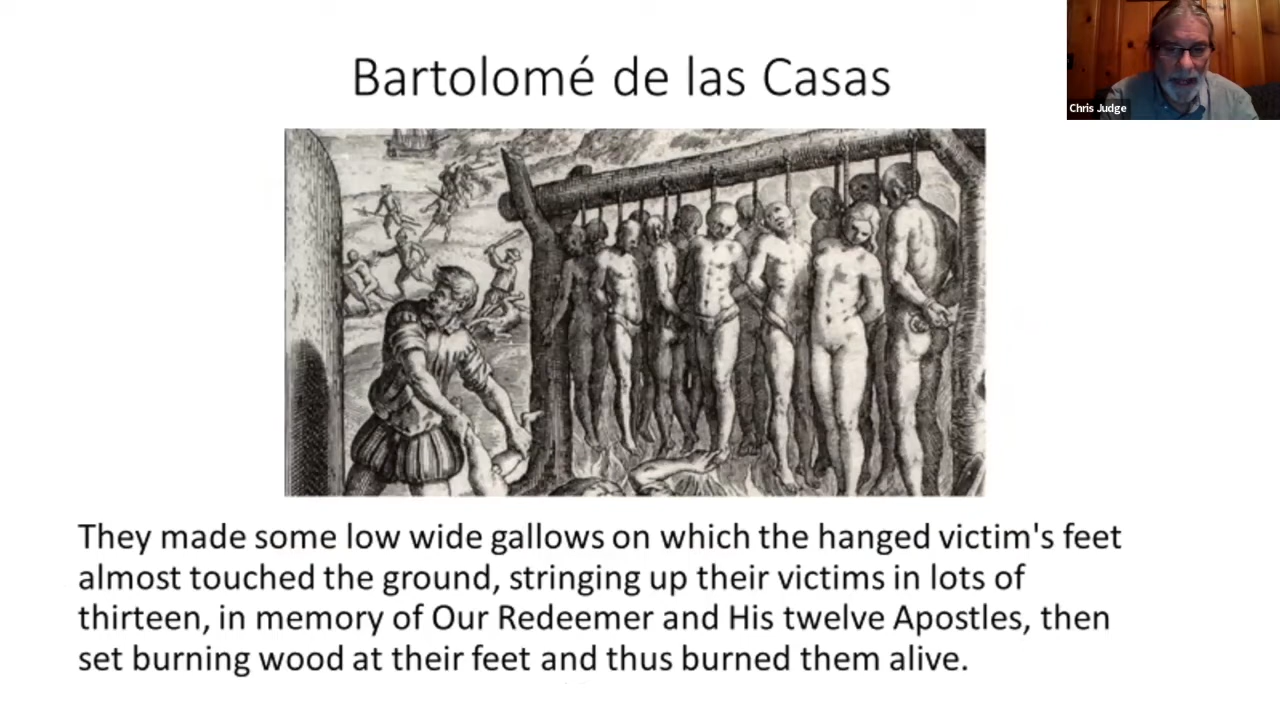 Bartolomé de las Casas
Chris Judge
They made some low wide gallows on which the hanged victim's feet
almost touched the ground, stringing up their victims in lots of
thirteen, in memory of Our Redeemer and His twelve Apostles, then
set burning wood at their feet and thus burned them alive.